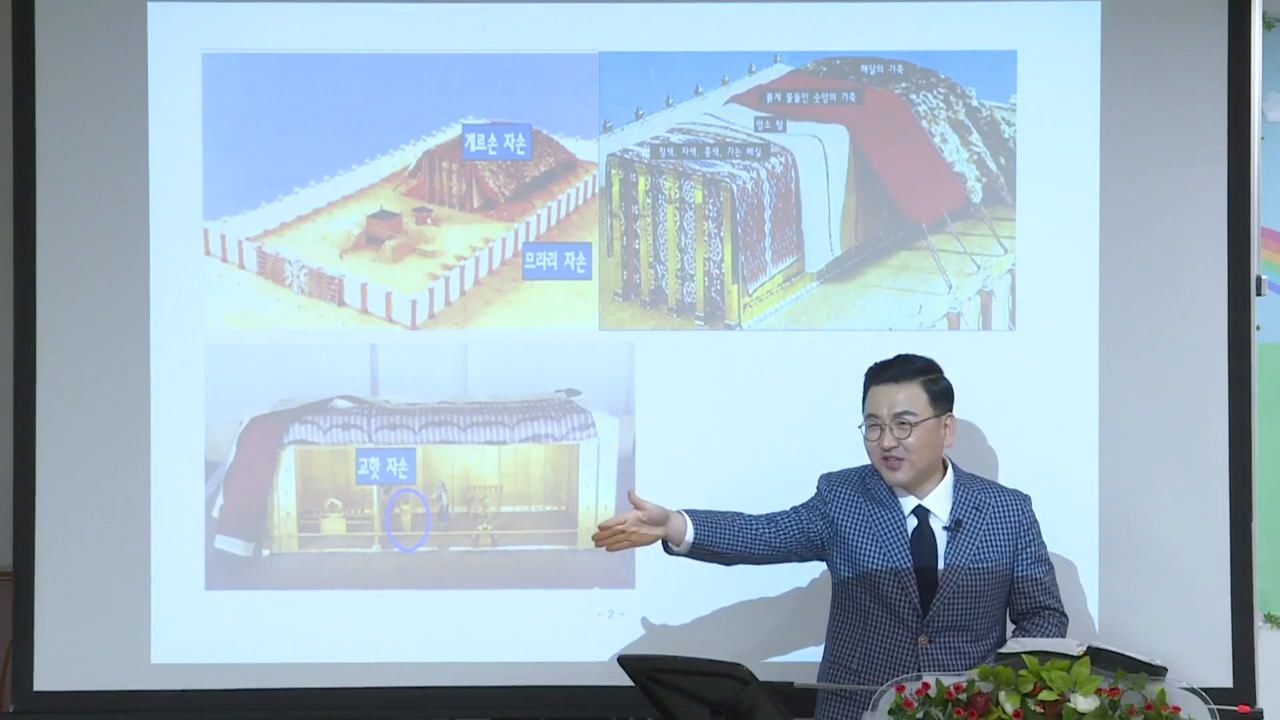 게르손 자손
므라리 자손
해달의 가죽
붉게 물들인 숫양의 가죽
염소 털
청색, 자색, 홍색, 가는 베실
고핫 자손
- 2 -